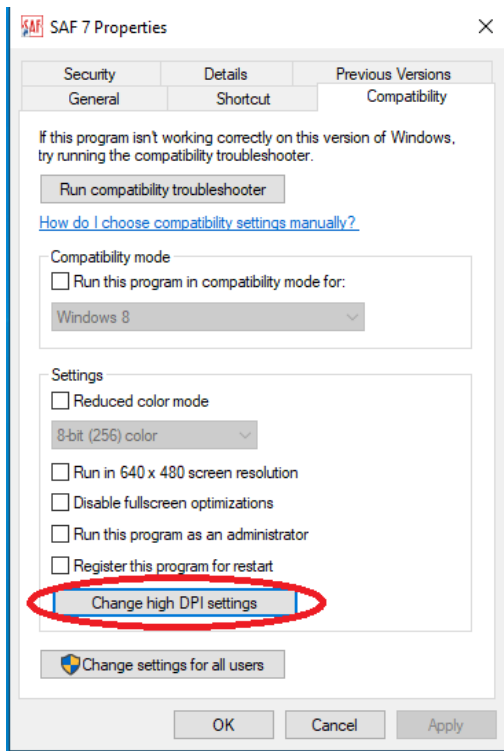 SAF SAF 7 Properties
Security Details Previous Versions
General Shortcut Compatibility
If this program isn't working correctly on this version of Windows,
try running the compatibility troubleshooter.
Run compatibility troubleshooter
How do I choose compatibility settings manually?
Compatibility mode
Run this program in compatibility mode for:
Windows 8
Settings
Reduced color mode
8-bit (256) color
Run in 640 x 480 screen resolution
Disable fullscreen optimizations
Run this program as an administrator
Register this program for restart
Change high DPI settings
Change settings for all users
OK Cancel Apply